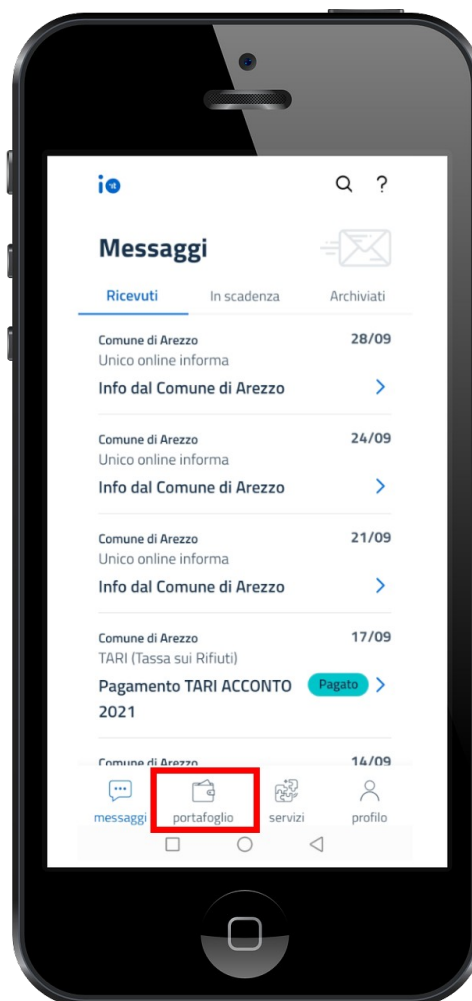 io
?
Messaggi
Ricevuti In scadenza Archiviati
Comune di Arezzo 28/09
Unico online informa
Info dal Comune di Arezzo
Comune di Arezzo 24/09
Unico online informa
Info dal Comune di Arezzo
Comune di Arezzo 21/09
Unico online informa
Info dal Comune di Arezzo
Comune di Arezzo 17/09
TARI (Tassa sui Rifiuti)
Pagamento TARI ACCONTO Pagato
2021
Comune di Arezzo 14/09
messaggi portafoglio servizi profilo